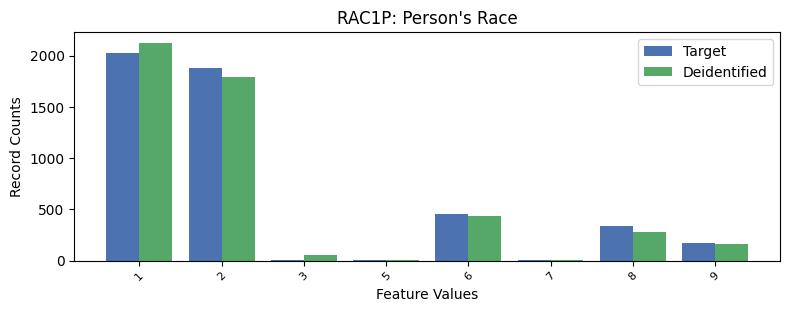 RAC1P: Person's Race
Target
Deidentified
Record Counts
2000
1500
1000
500
0
1 2 3 5 6 7 8 9
Feature Values